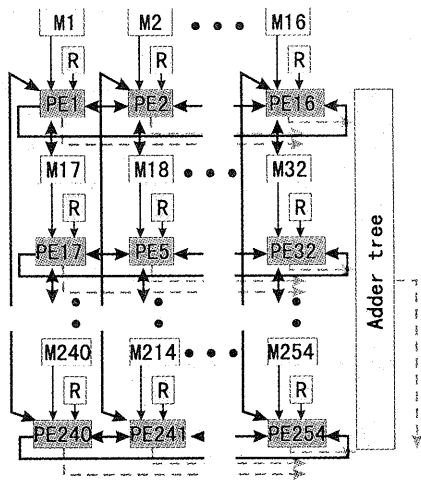 M1 M2 M16
R R R
PE1 PE2 PE16
M17 M18 M32
R R R
PE17 PE5 PE32
Adder tree
M240 M214 M254
R R R
PE240 PE241 PE254